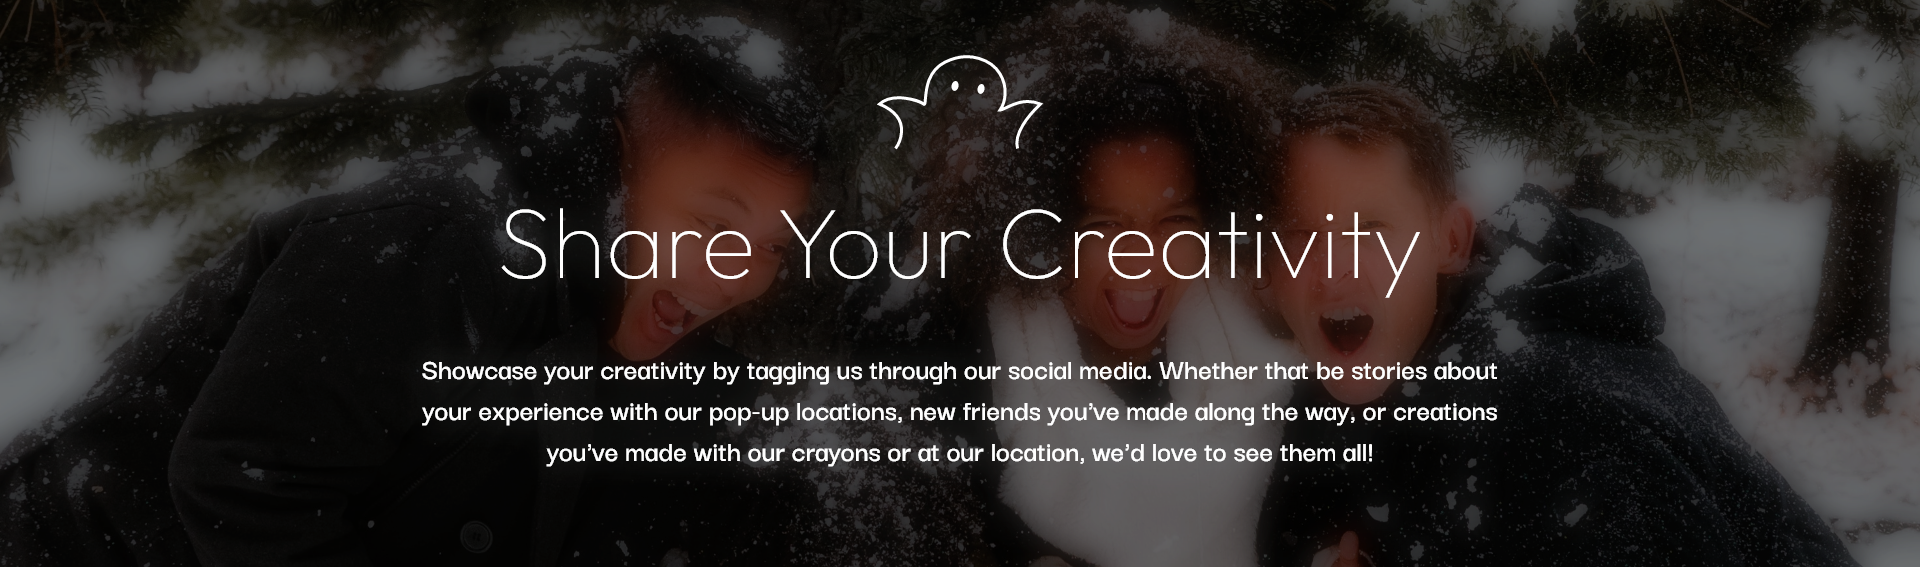 Share Your Creativity
Showcase your creativity by tagging us through our social media. Whether that be stories about
your experience with our pop-up locations, new friends you’ve made along the way, or creations
you’ve made with our crayons or at our location, we’d love to see them all!